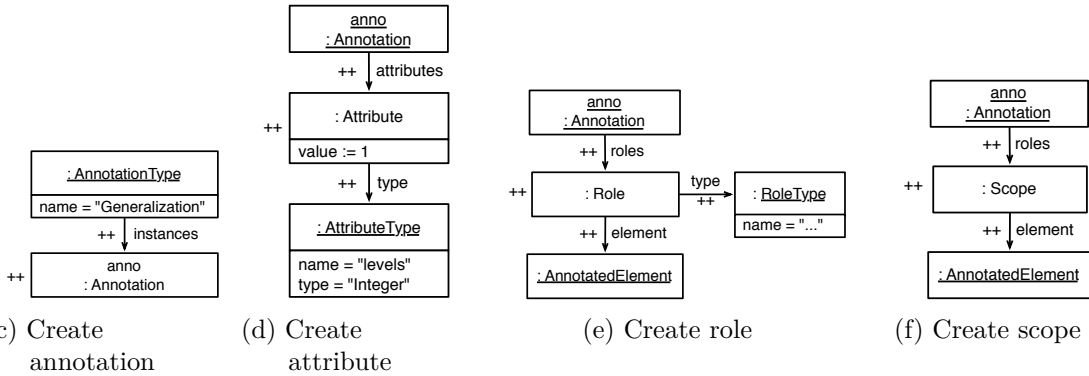 : AnnotationType
name = "Generalization"
++ instances
++
anno
: Annotation
c) Create
annotation
anno
: Annotation
++ attributes
++
: Attribute
value := 1
++ type
: AttributeType
name = "levels"
type = "Integer"
(d) Create
attribute
anno
: Annotation
++ roles
++
: Role
type
++
: RoleType
name = "..."
++ element
: AnnotatedElement
(e) Create role
anno
: Annotation
++ roles
++
: Scope
++ element
: AnnotatedElement
(f) Create scope